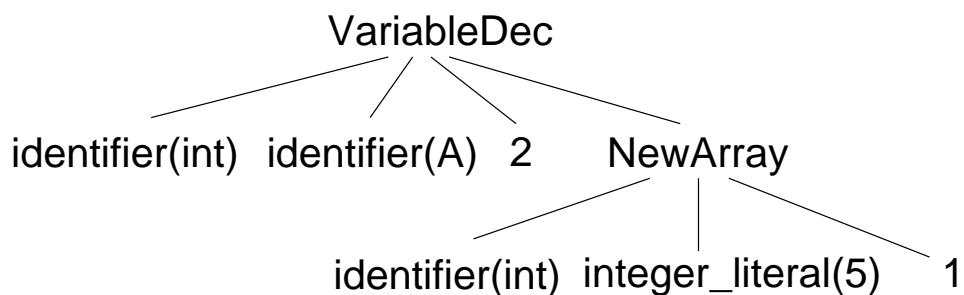 VariableDec
identifier(int) identifier(A) 2 NewArray
identifier(int) integer_literal(5) 1